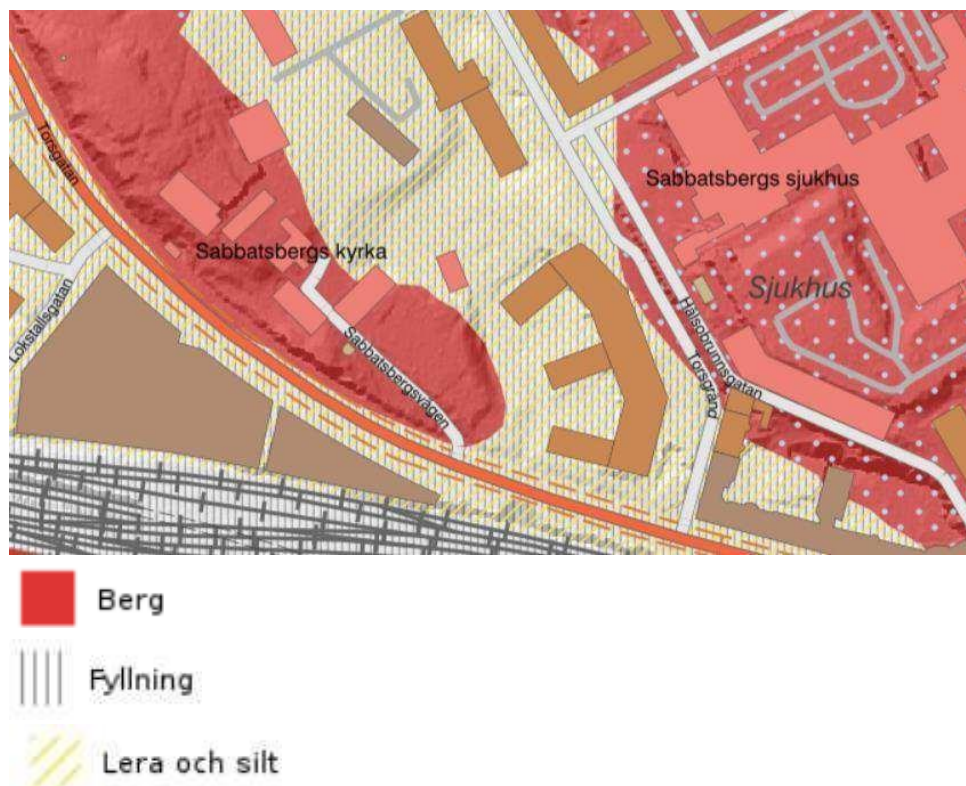 Torsgatan
Sabbatsbergs sjukhus
Sabbatsbergs kyrka
Sjukhus
Lokstallsgatan
Sabbatsbergsvägen
Hälsobrunnsgatan
Torsgränd
Berg
Fyllning
Lera och silt